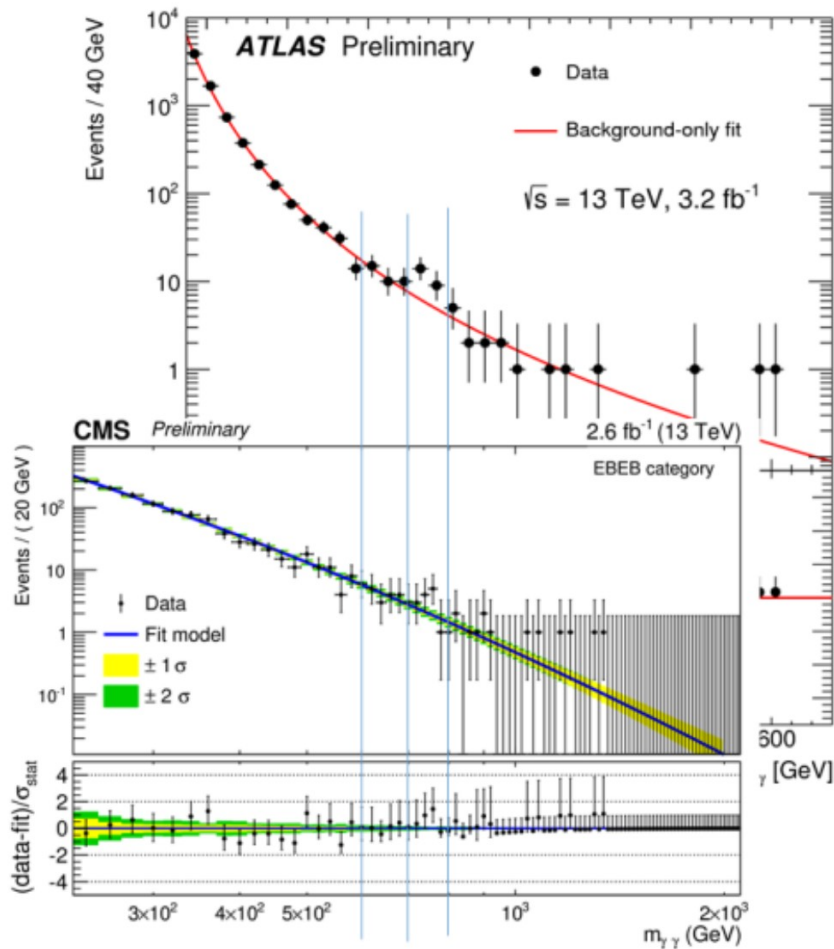 ATLAS Preliminary
Events / 40 GeV
10⁴
10³
10²
10
1
Data
Background-only fit
√s = 13 TeV, 3.2 fb⁻¹
CMS Preliminary
2.6 fb⁻¹ (13 TeV)
EBEB category
Events / ( 20 GeV )
10²
10
1
10⁻¹
Data
Fit model
± 1 σ
± 2 σ
600
γ [GeV]
(data-fit)/σstat
4
2
0
-2
-4
3×10² 4×10² 5×10² 10³ 2×10³
mγγ (GeV)